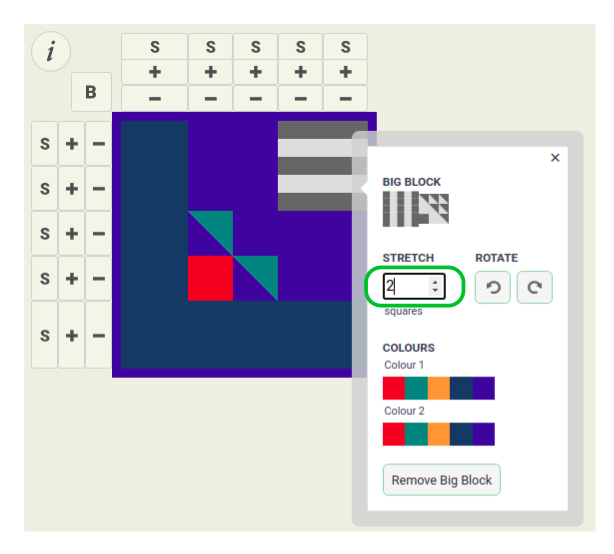 i
S S S S S
+ + + + +
B
− − − − −
S + −
S + −
S + −
S + −
S + −
×
BIG BLOCK
STRETCH ROTATE
2
squares
COLOURS
Colour 1
Colour 2
Remove Big Block